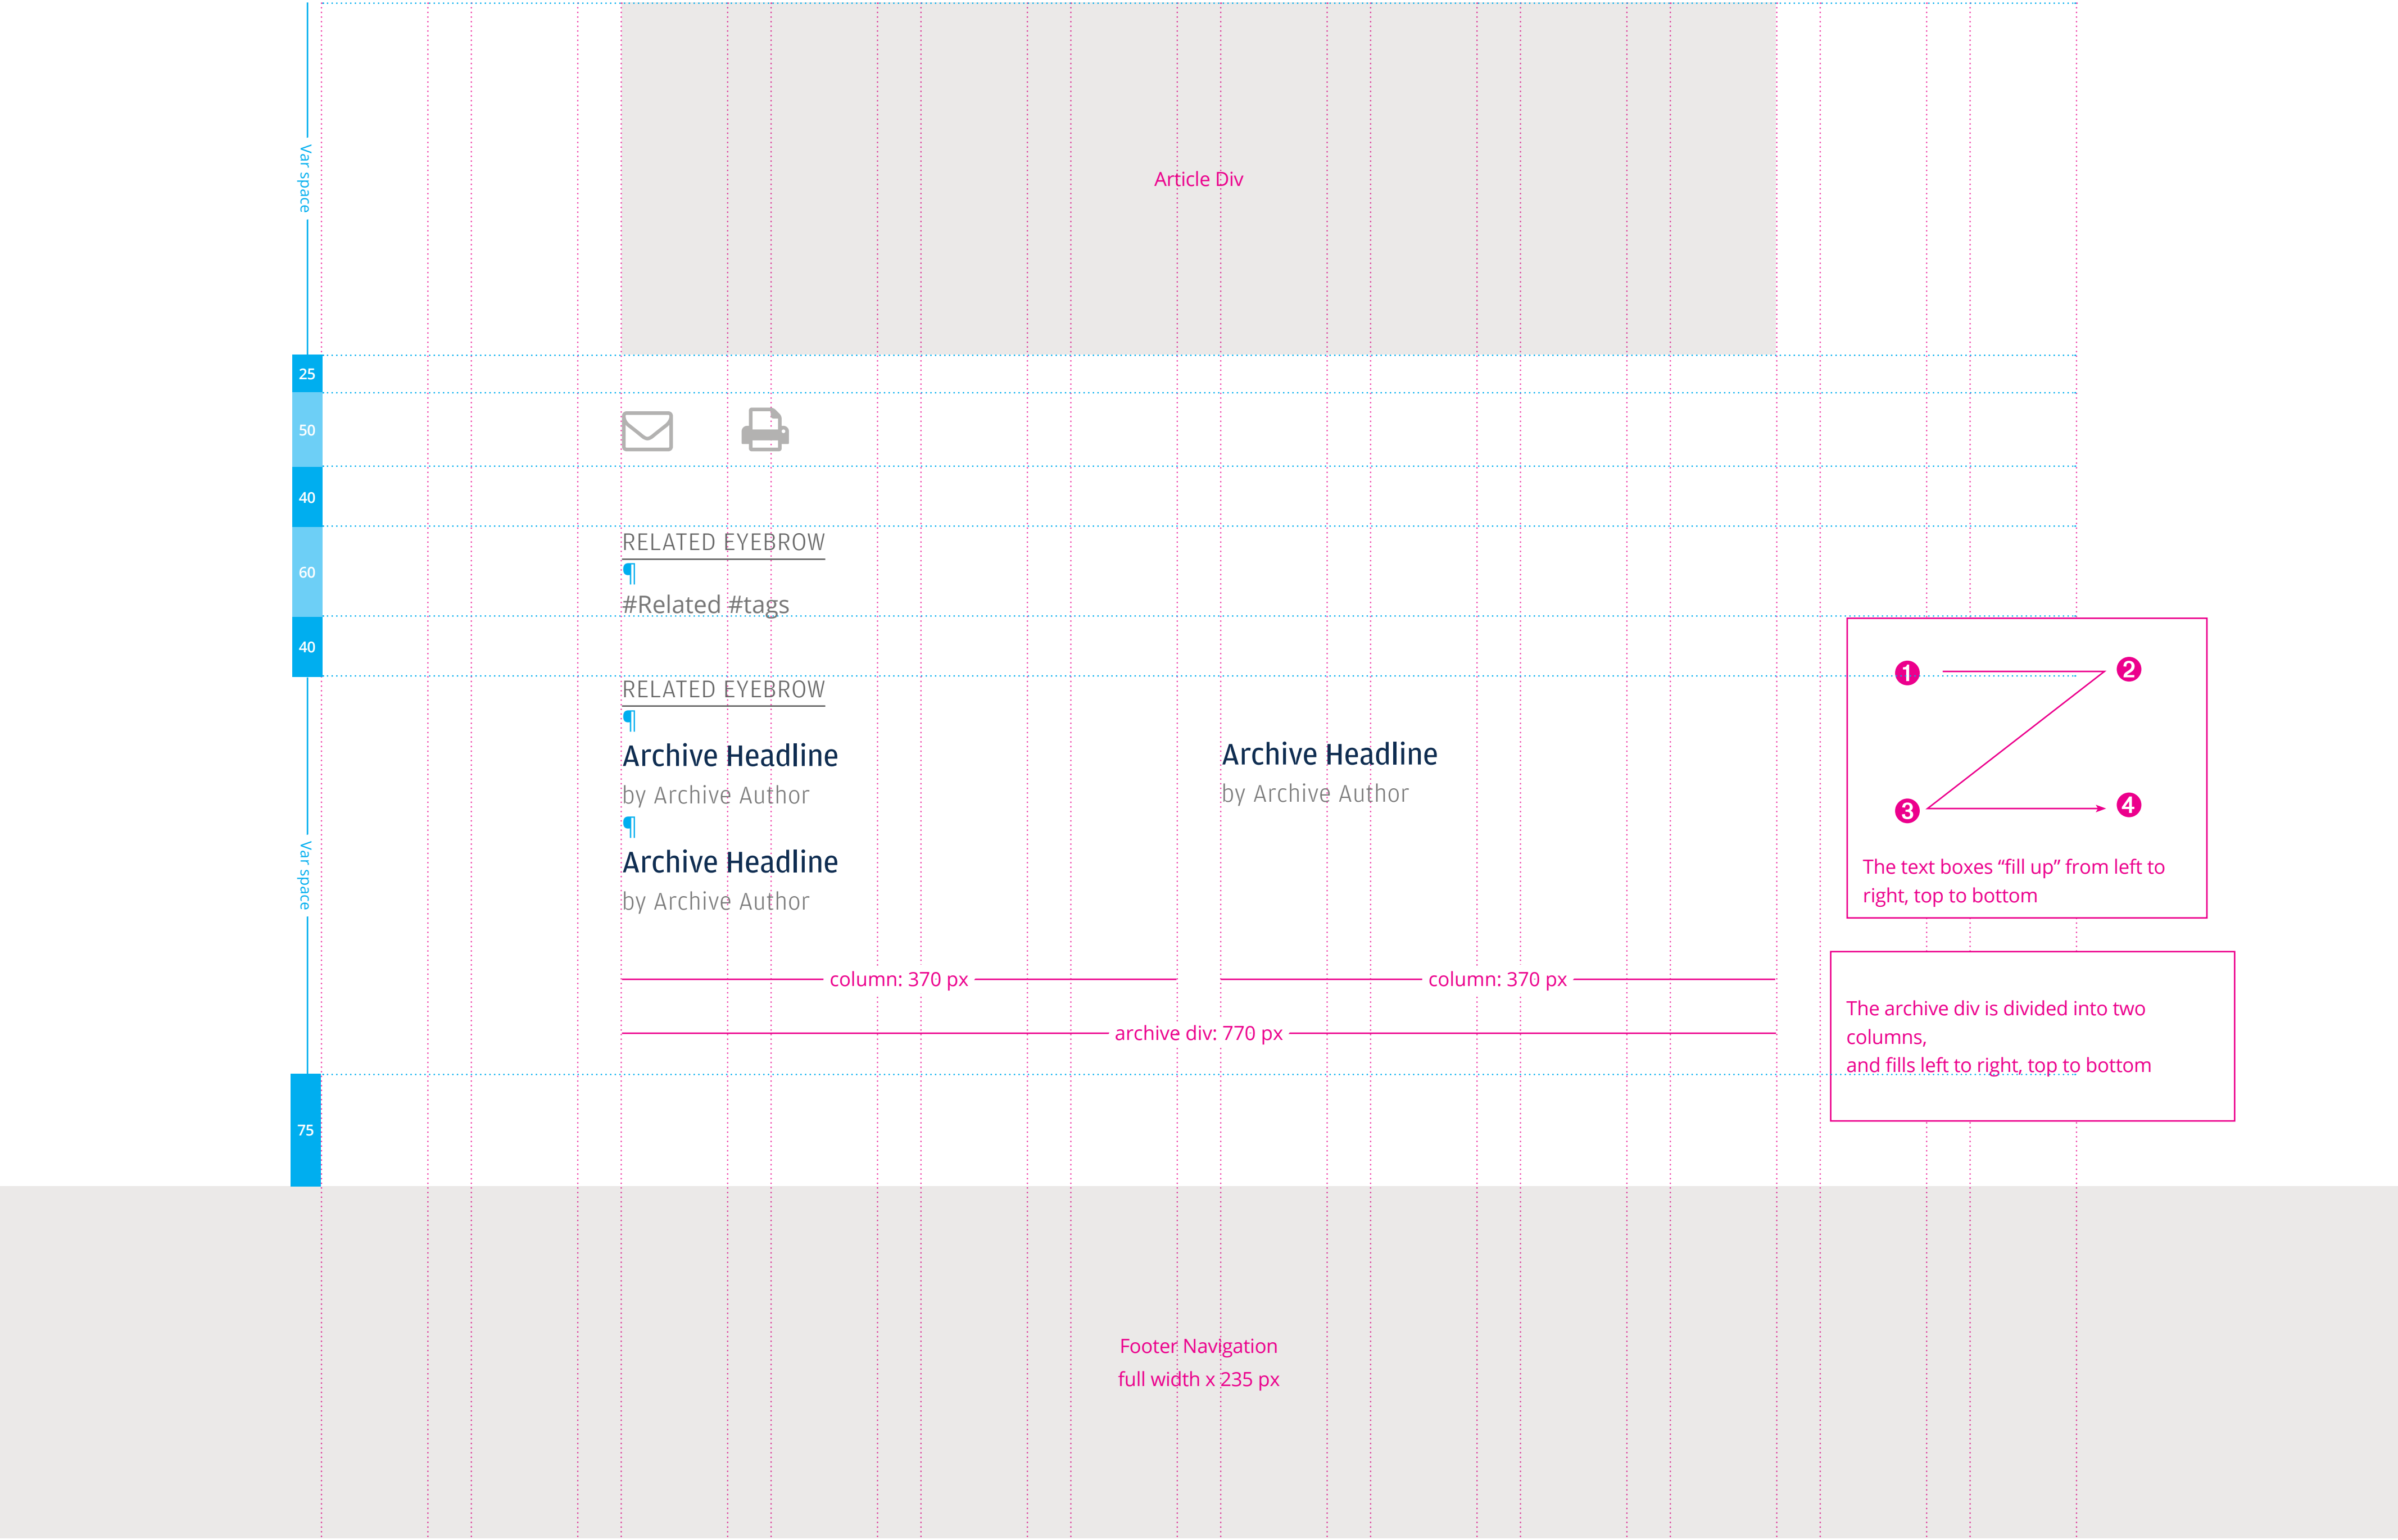 Var space
Article Div
25
50
40
RELATED EYEBROW
¶
60
#Related #tags
40
RELATED EYEBROW
¶
Archive Headline
by Archive Author
Archive Headline
by Archive Author
¶
Archive Headline
by Archive Author
Var space
1
2
3
4
The text boxes “fill up” from left to
right, top to bottom
column: 370 px
column: 370 px
archive div: 770 px
The archive div is divided into two
columns,
and fills left to right, top to bottom
75
Footer Navigation
full width x 235 px